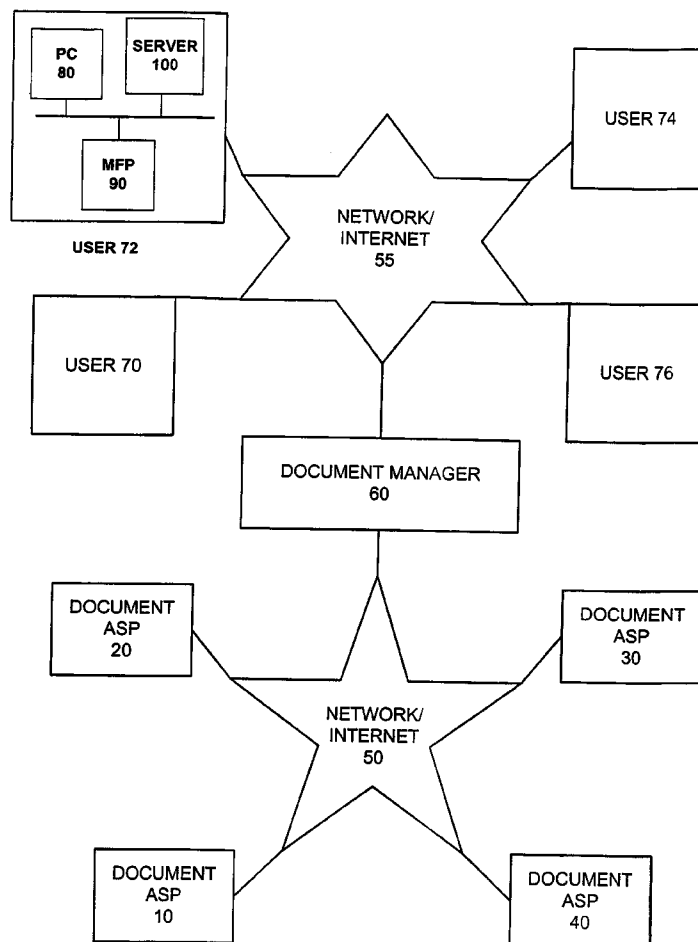 PC
80
SERVER
100
MFP
90
USER 72
USER 74
NETWORK/
INTERNET
55
USER 70
USER 76
DOCUMENT MANAGER
60
DOCUMENT
ASP
20
DOCUMENT
ASP
30
NETWORK/
INTERNET
50
DOCUMENT
ASP
10
DOCUMENT
ASP
40